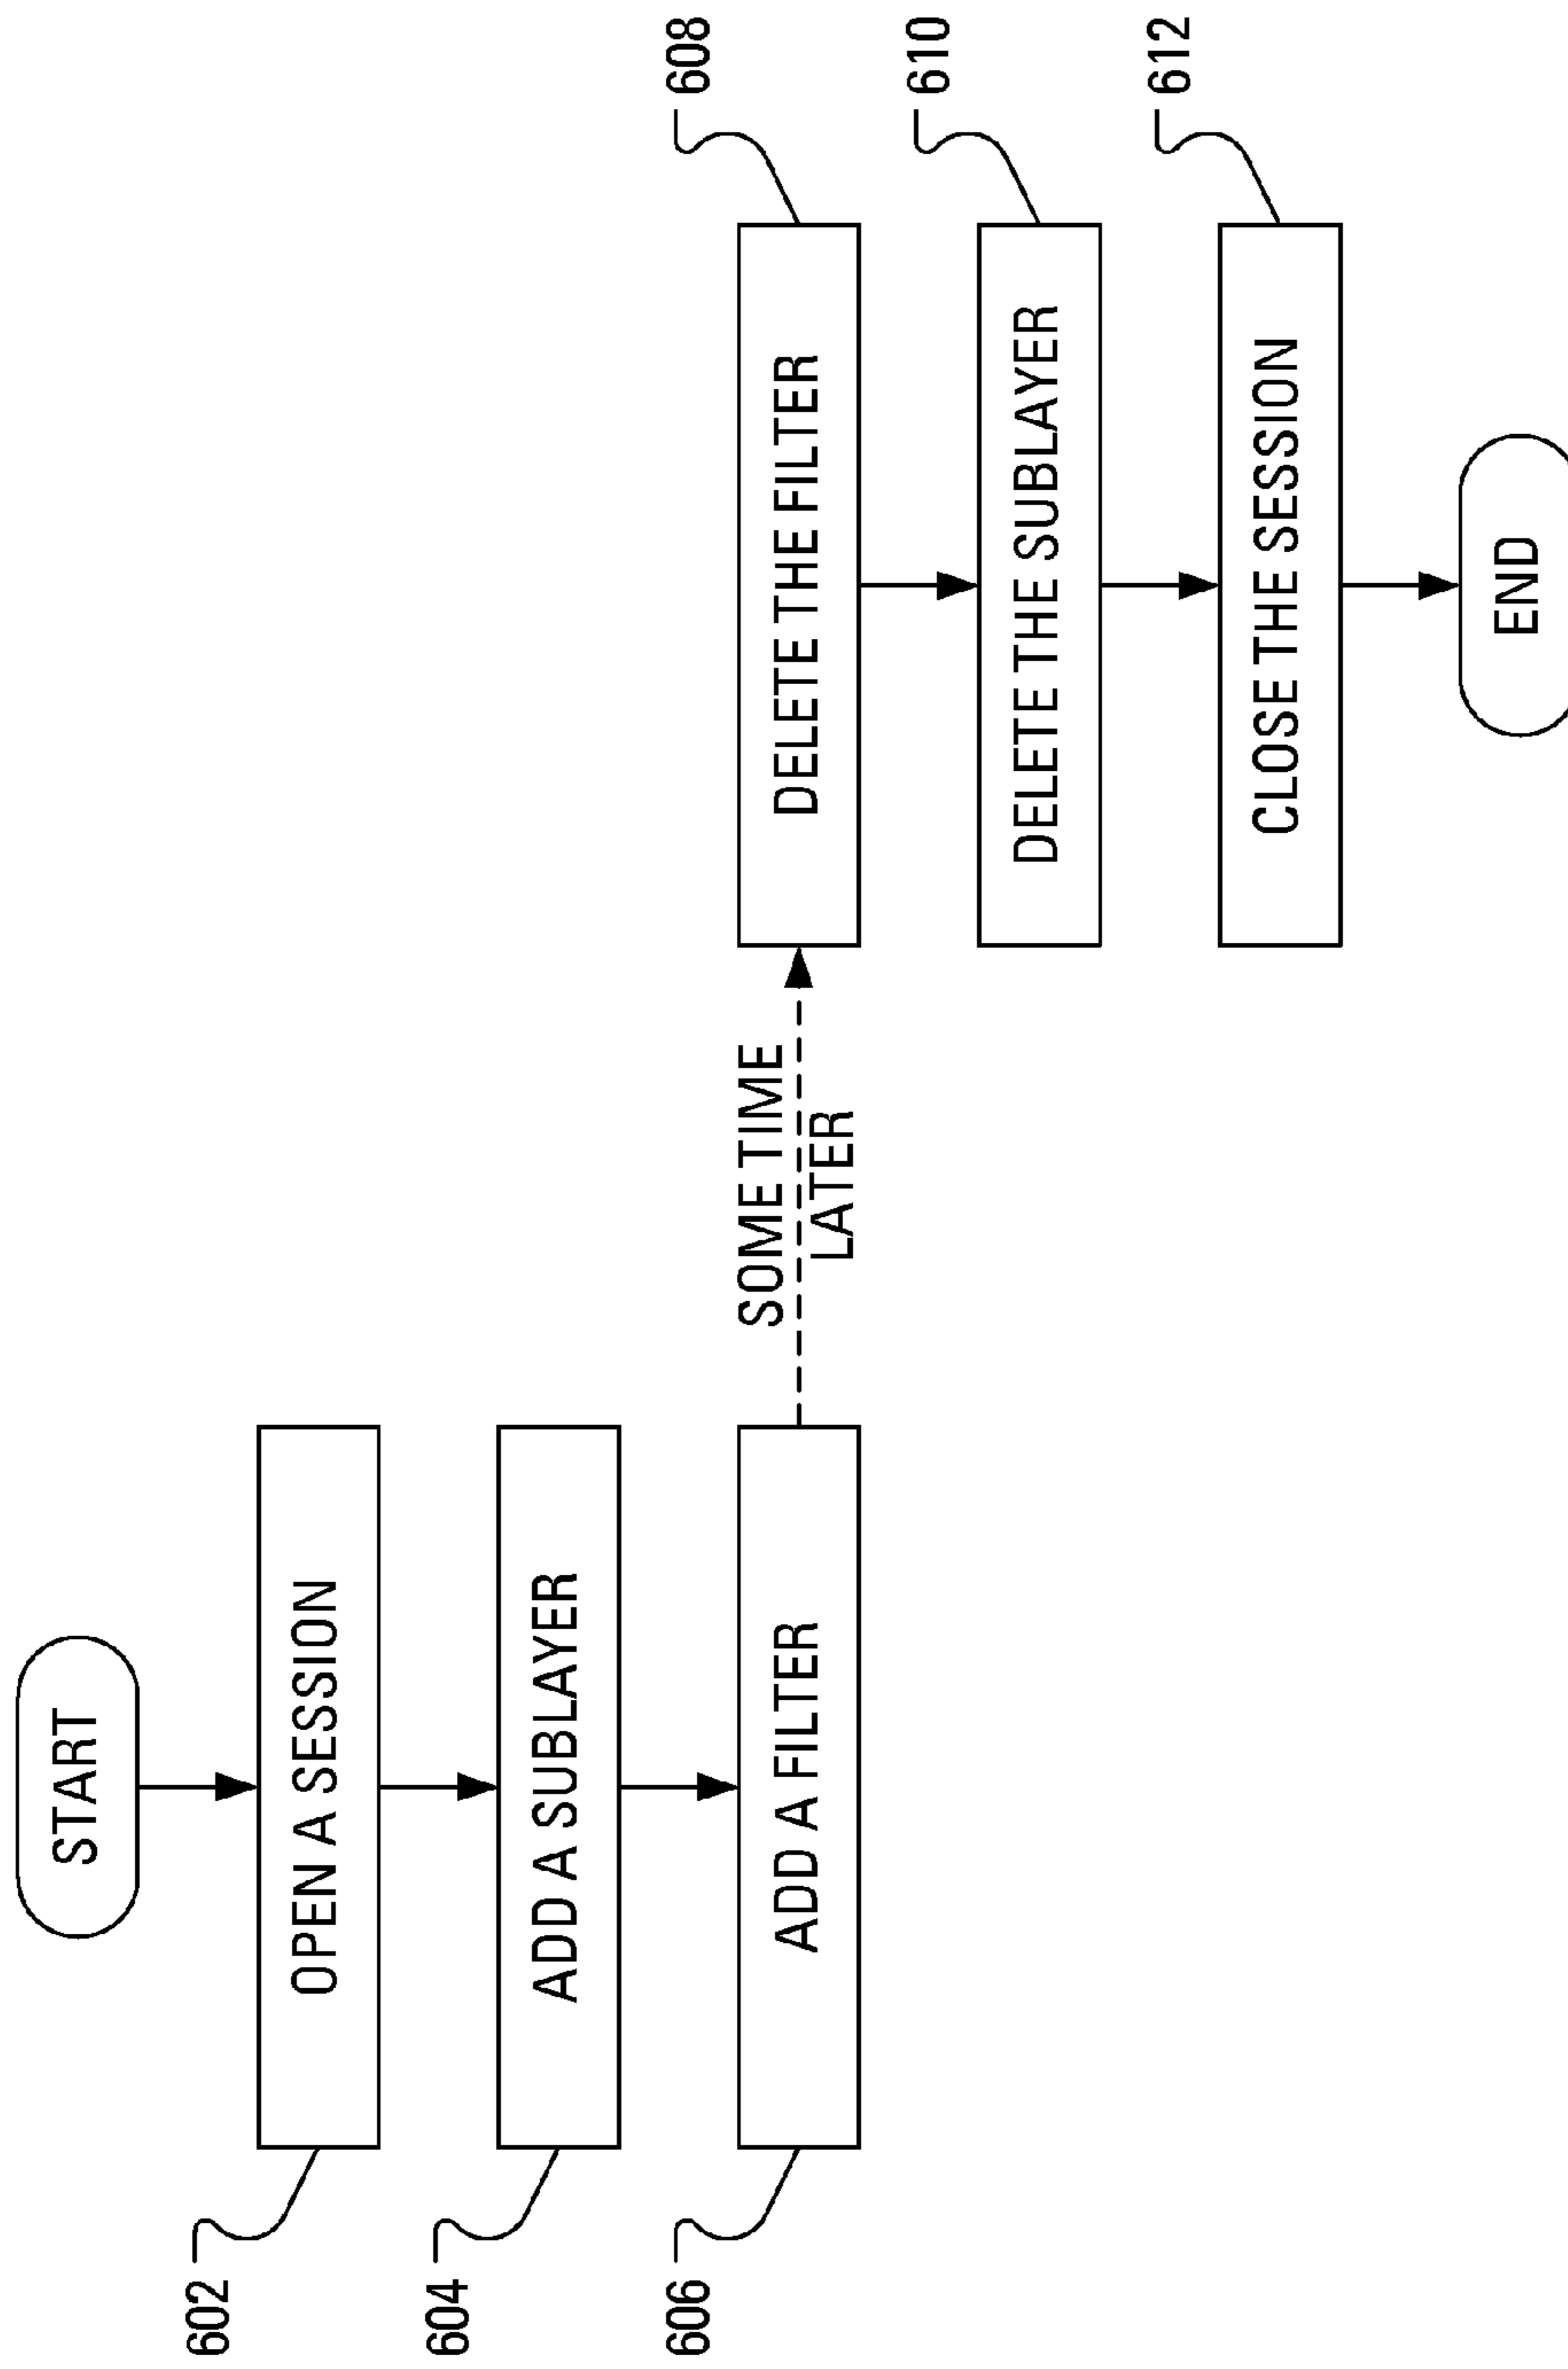 START
602
OPEN A SESSION
604
ADD A SUBLAYER
606
ADD A FILTER
SOME TIME
LATER
608
DELETE THE FILTER
610
DELETE THE SUBLAYER
612
CLOSE THE SESSION
END